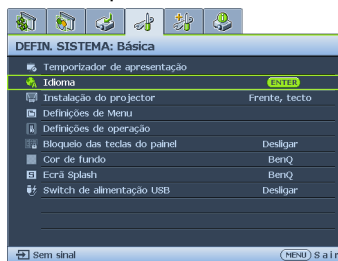 DEFIN. SISTEMA: Básica
Temporizador de apresentação
Idioma ENTER
Instalação do projector Frente, tecto
Definições de Menu
Definições de operação
Bloqueio das teclas do painel Desligar
Cor de fundo BenQ
Ecrã Splash BenQ
Switch de alimentação USB Desligar
Sem sinal MENU Sair